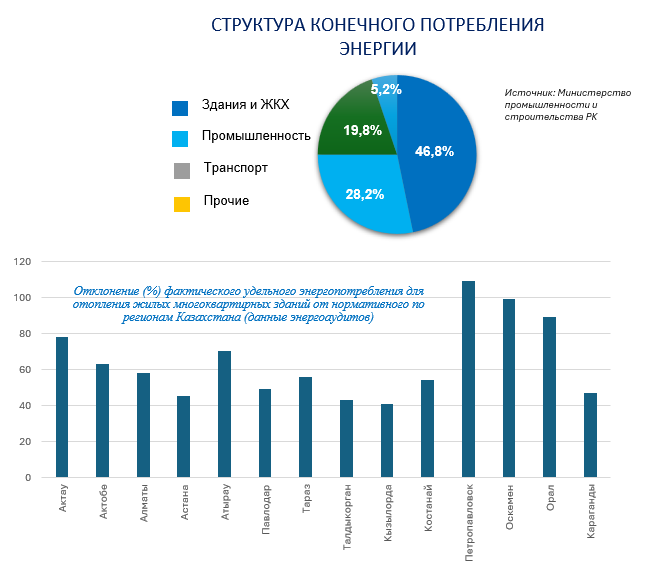 СТРУКТУРА КОНЕЧНОГО ПОТРЕБЛЕНИЯ
ЭНЕРГИИ
Здания и ЖКХ
Промышленность
Транспорт
Прочие
5,2%
19,8%
46,8%
28,2%
Источник: Министерство
промышленности и
строительства РК
Отклонение (%) фактического удельного энергопотребления для
отопления жилых многоквартирных зданий от нормативного по
регионам Казахстана (данные энергоаудитов)
120
100
80
60
40
20
0
Актау
Актобе
Алматы
Астана
Атырау
Павлодар
Тараз
Талдыкорган
Кызылорда
Костанай
Петропавловск
Оскемен
Орал
Караганды